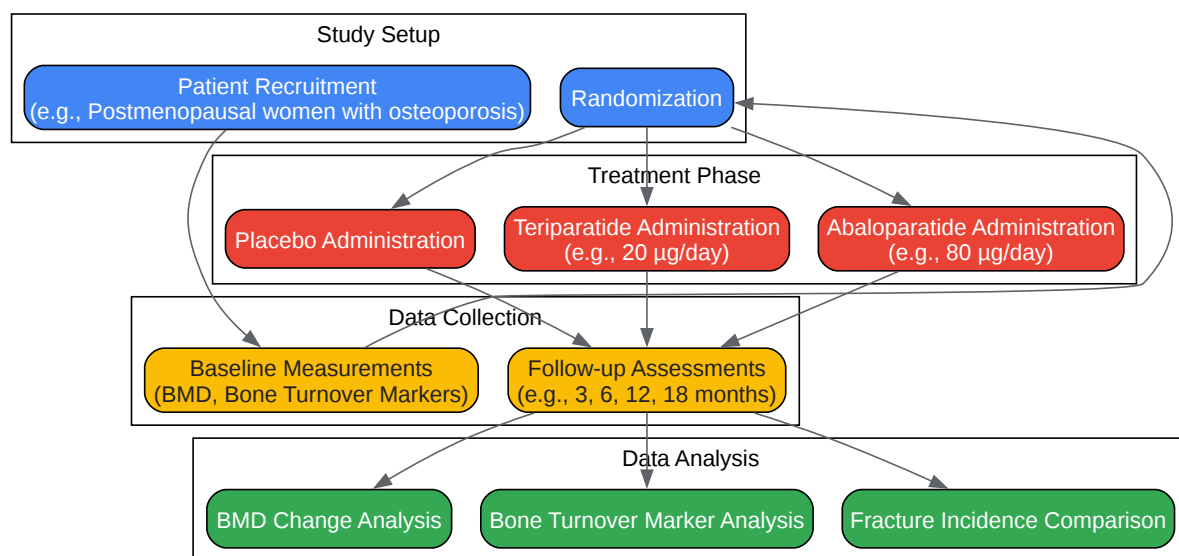 Study Setup
Patient Recruitment
(e.g., Postmenopausal women with osteoporosis)
Randomization
Treatment Phase
Placebo Administration
Teriparatide Administration
(e.g., 20 µg/day)
Abaloparatide Administration
(e.g., 80 µg/day)
Data Collection
Baseline Measurements
(BMD, Bone Turnover Markers)
Follow-up Assessments
(e.g., 3, 6, 12, 18 months)
Data Analysis
BMD Change Analysis
Bone Turnover Marker Analysis
Fracture Incidence Comparison